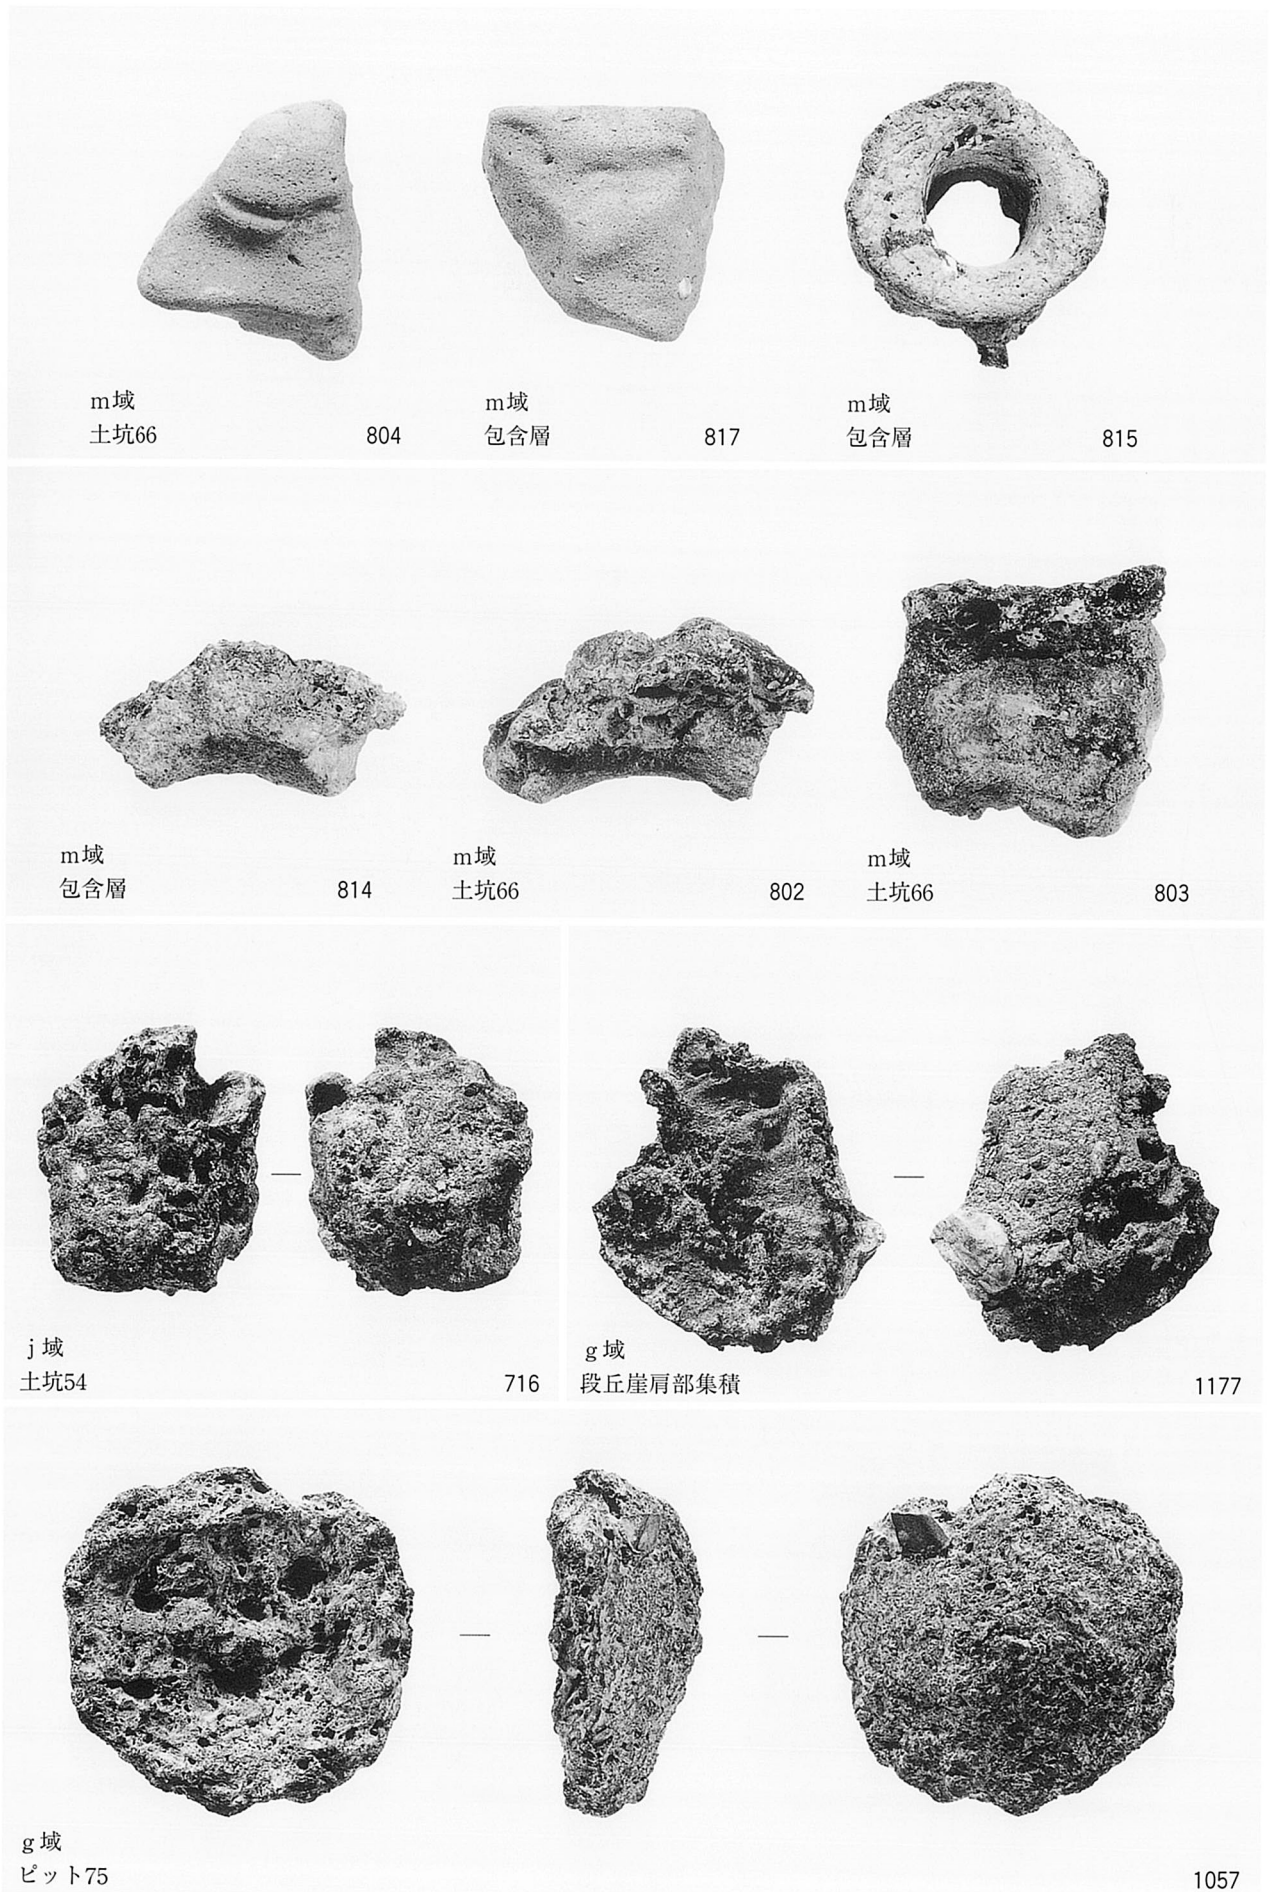 m域
土坑66 804
m域
包含層 817
m域
包含層 815
m域
包含層 814
m域
土坑66 802
m域
土坑66 803
j域
土坑54 716
g域
段丘崖肩部集積 1177
g域
ピット75 1057